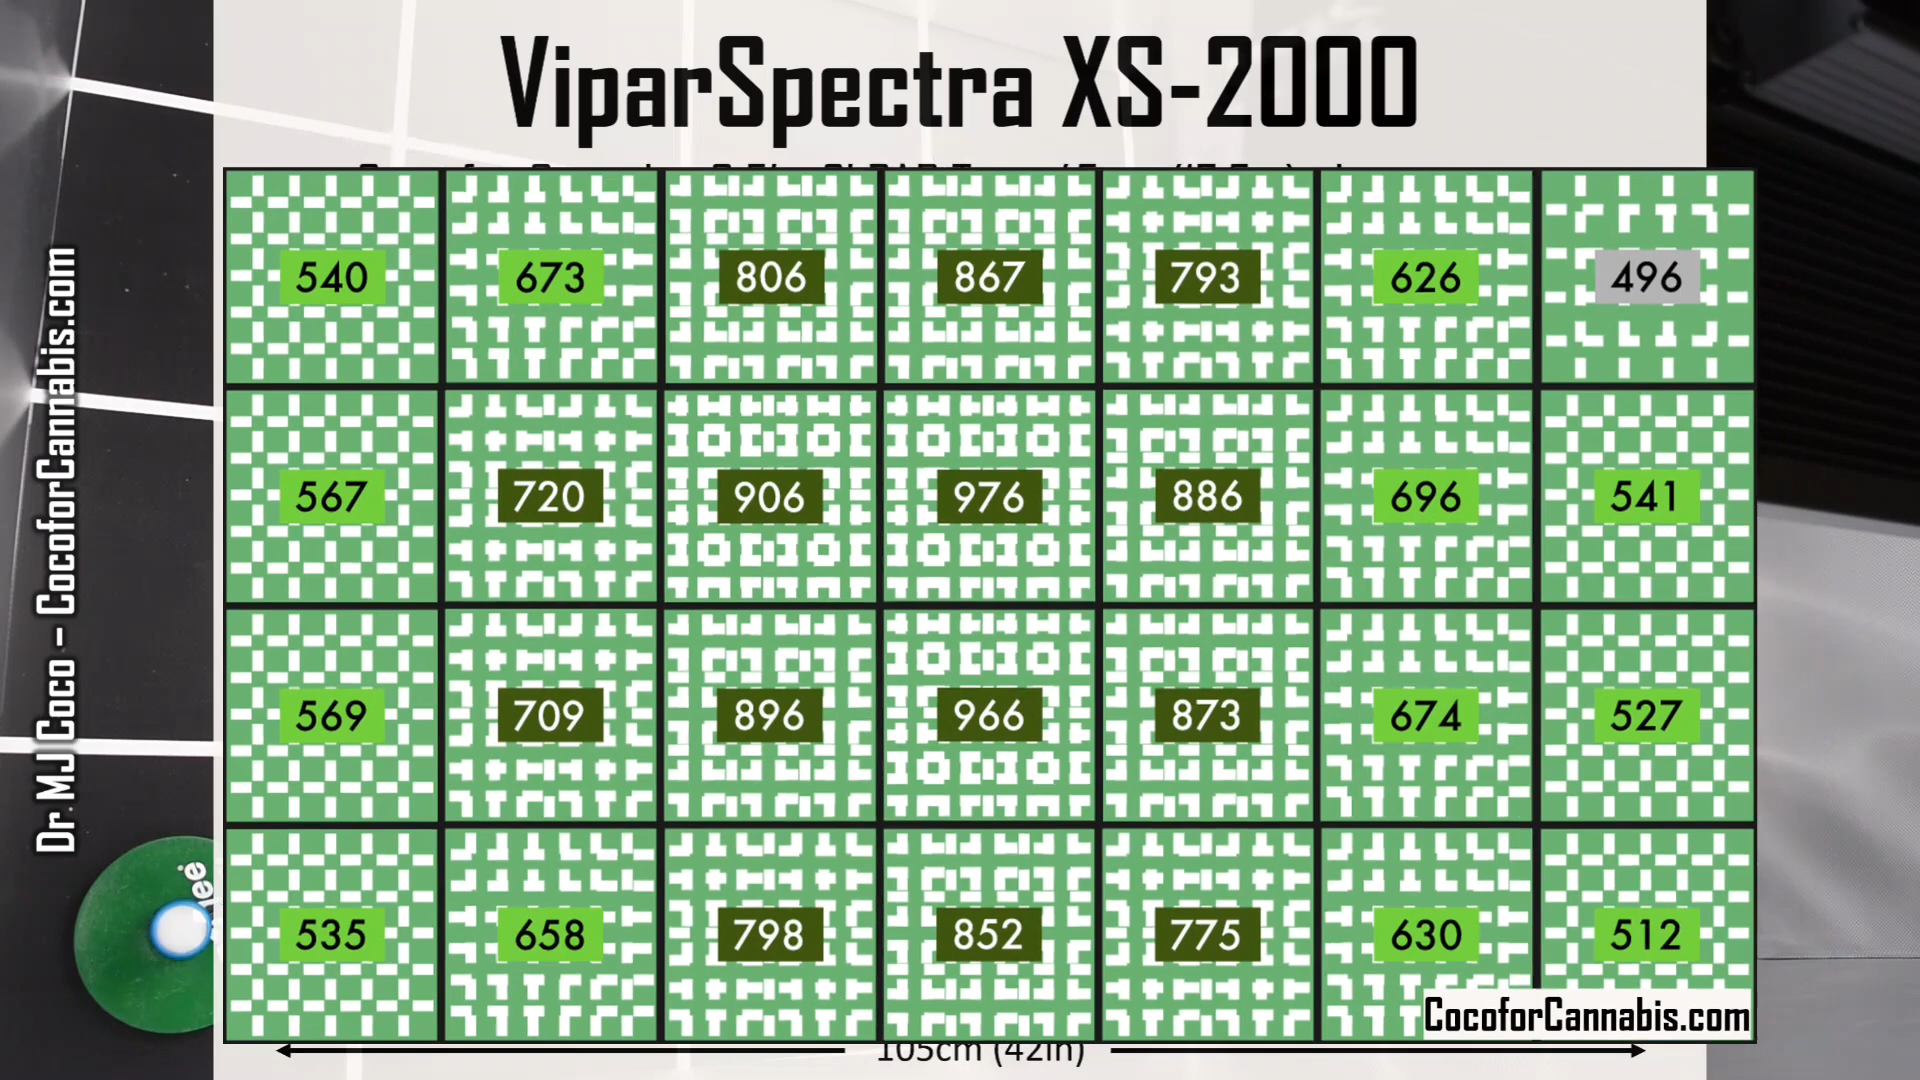 ViparSpectra XS-2000
540 673 806 867 793 626 496
567 720 906 976 886 696 541
569 709 896 966 873 674 527
535 658 798 852 775 630 512
CocoforCannabis.com
105cm (42in)
Dr. MJ Coco – CocoforCannabis.com